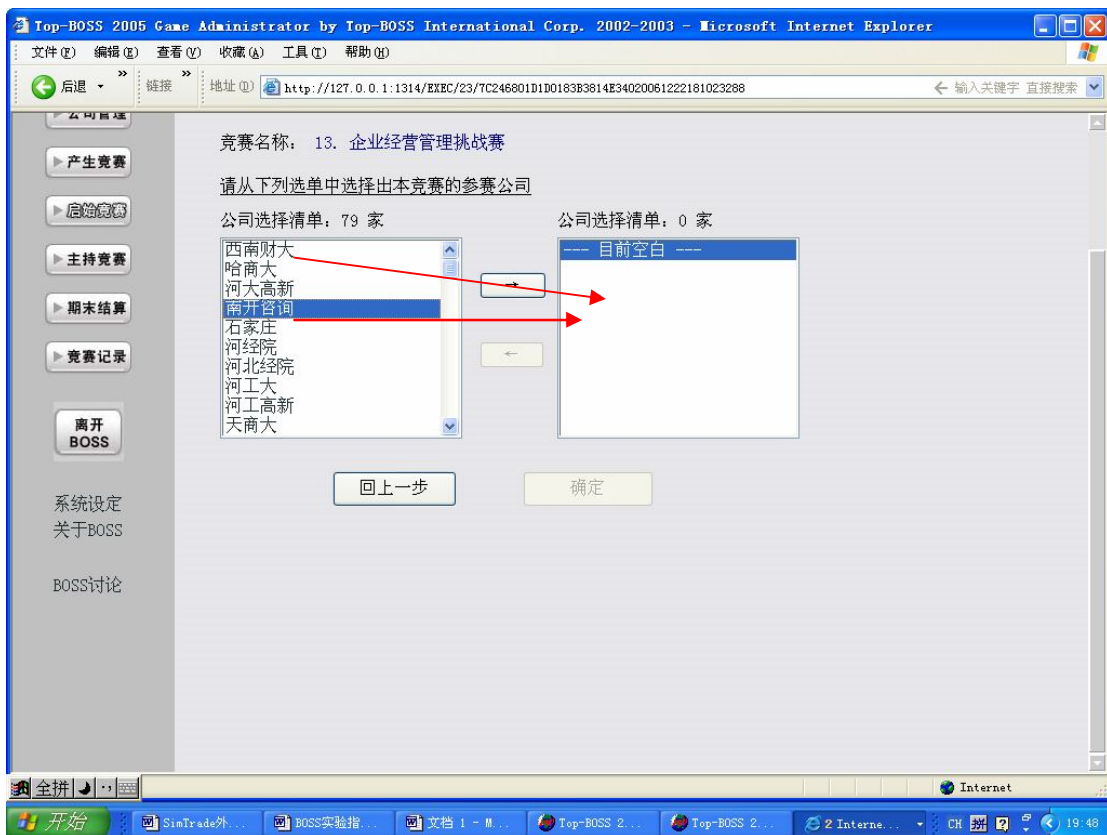 Top-BOSS 2005 Game Administrator by Top-BOSS International Corp. 2002-2003 - Microsoft Internet Explorer
文件(F) 编辑(E) 查看(V) 收藏(A) 工具(T) 帮助(H)
后退 » 链接 » 地址(D) http://127.0.0.1:1314/EXEC/23/7C246801D1D0183B3814E34020061222181023288 ← 输入关键字 直接搜索
公司管理
产生竞赛
启始竞赛
主持竞赛
期末结算
竞赛记录
离开
BOSS
系统设定
关于BOSS
BOSS讨论
竞赛名称: 13. 企业经营管理挑战赛
请从下列选单中选择出本竞赛的参赛公司
公司选择清单: 79 家
西南财大
哈商大
河大高新
南开咨询
石家庄
河经院
河北经院
河工大
河工高新
天商大
→
←
公司选择清单: 0 家
--- 目前空白 ---
回上一步 确定
全拼 Internet
开始 SimTrade外... BOSS实验指... 文档 1 - M... Top-BOSS 2... Top-BOSS 2... 2 Interne... CH 拼 ? 19:48